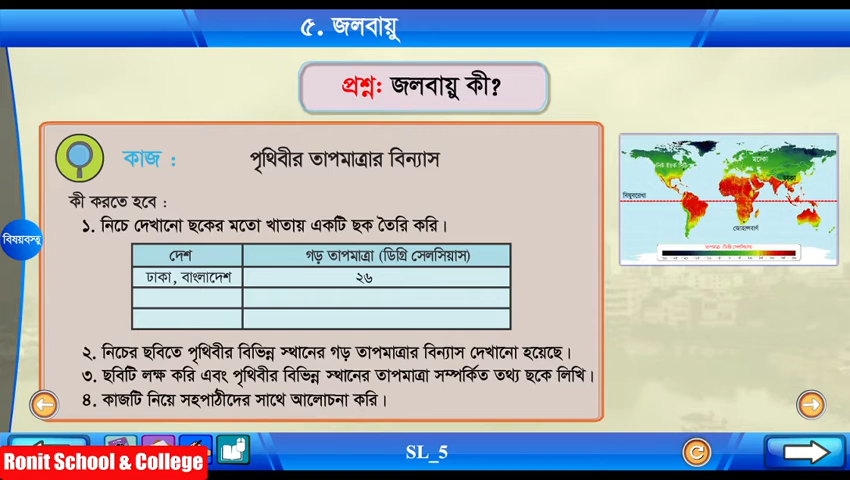 ৫. জলবায়ু
প্রশ্ন: জলবায়ু কী?
কাজ :
পৃথিবীর তাপমাত্রার বিন্যাস
কী করতে হবে :
১. নিচে দেখানো ছকের মতো খাতায় একটি ছক তৈরি করি।
দেশ
গড় তাপমাত্রা (ডিগ্রি সেলসিয়াস)
ঢাকা, বাংলাদেশ
২৬
২. নিচের ছবিতে পৃথিবীর বিভিন্ন স্থানের গড় তাপমাত্রার বিন্যাস দেখানো হয়েছে।
৩. ছবিটি লক্ষ করি এবং পৃথিবীর বিভিন্ন স্থানের তাপমাত্রা সম্পর্কিত তথ্য ছকে লিখি।
৪. কাজটি নিয়ে সহপাঠীদের সাথে আলোচনা করি।
বিষয়বস্তু
মস্কো
ঢাকা
বিষুবরেখা
SL_5
Ronit School & College